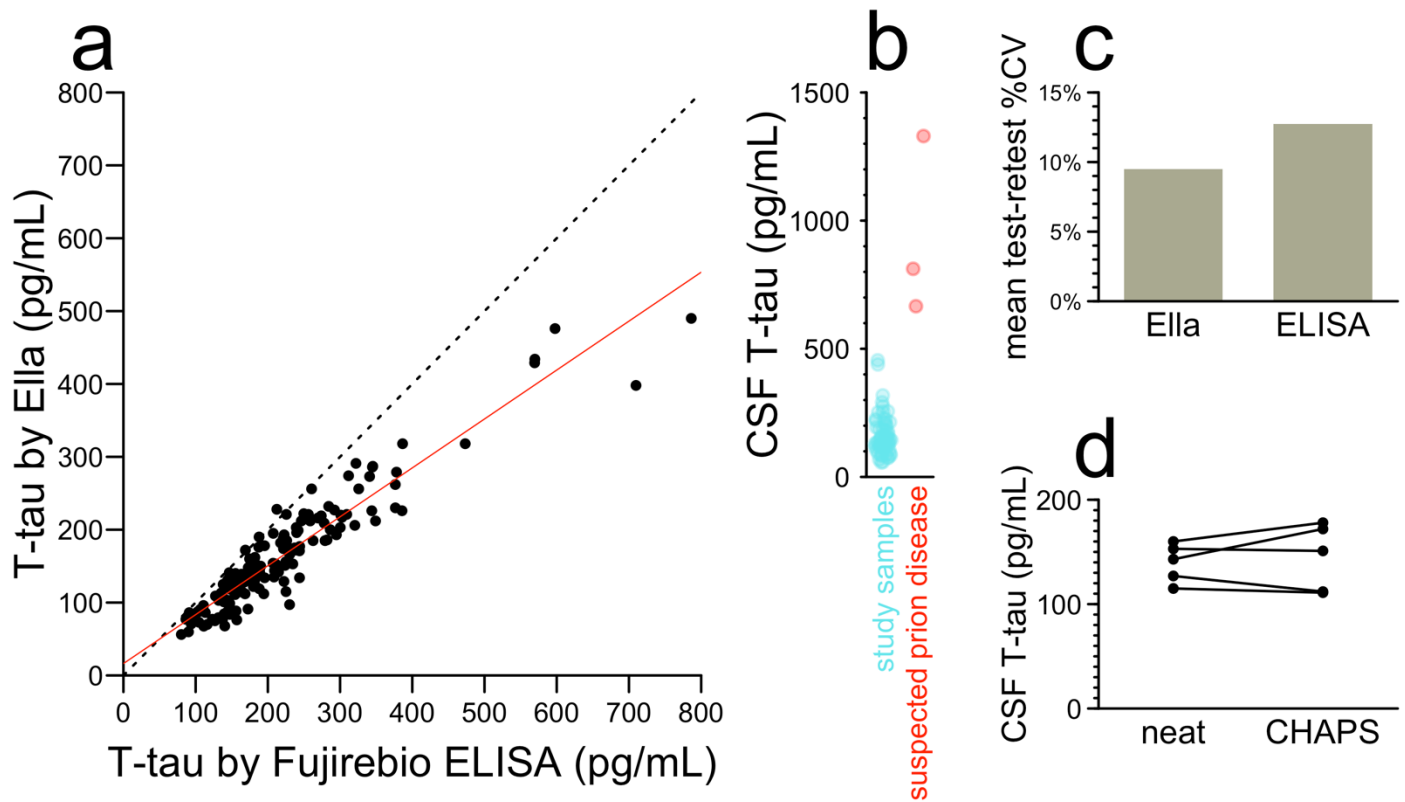 a
T-tau by Ella (pg/mL)
800
700
600
500
400
300
200
100
0
0 100 200 300 400 500 600 700 800
T-tau by Fujirebio ELISA (pg/mL)
b
CSF T-tau (pg/mL)
1500
1000
500
0
study samples
suspected prion disease
c
mean test-retest %CV
15%
10%
5%
0%
Ella ELISA
d
CSF T-tau (pg/mL)
200
100
0
neat CHAPS